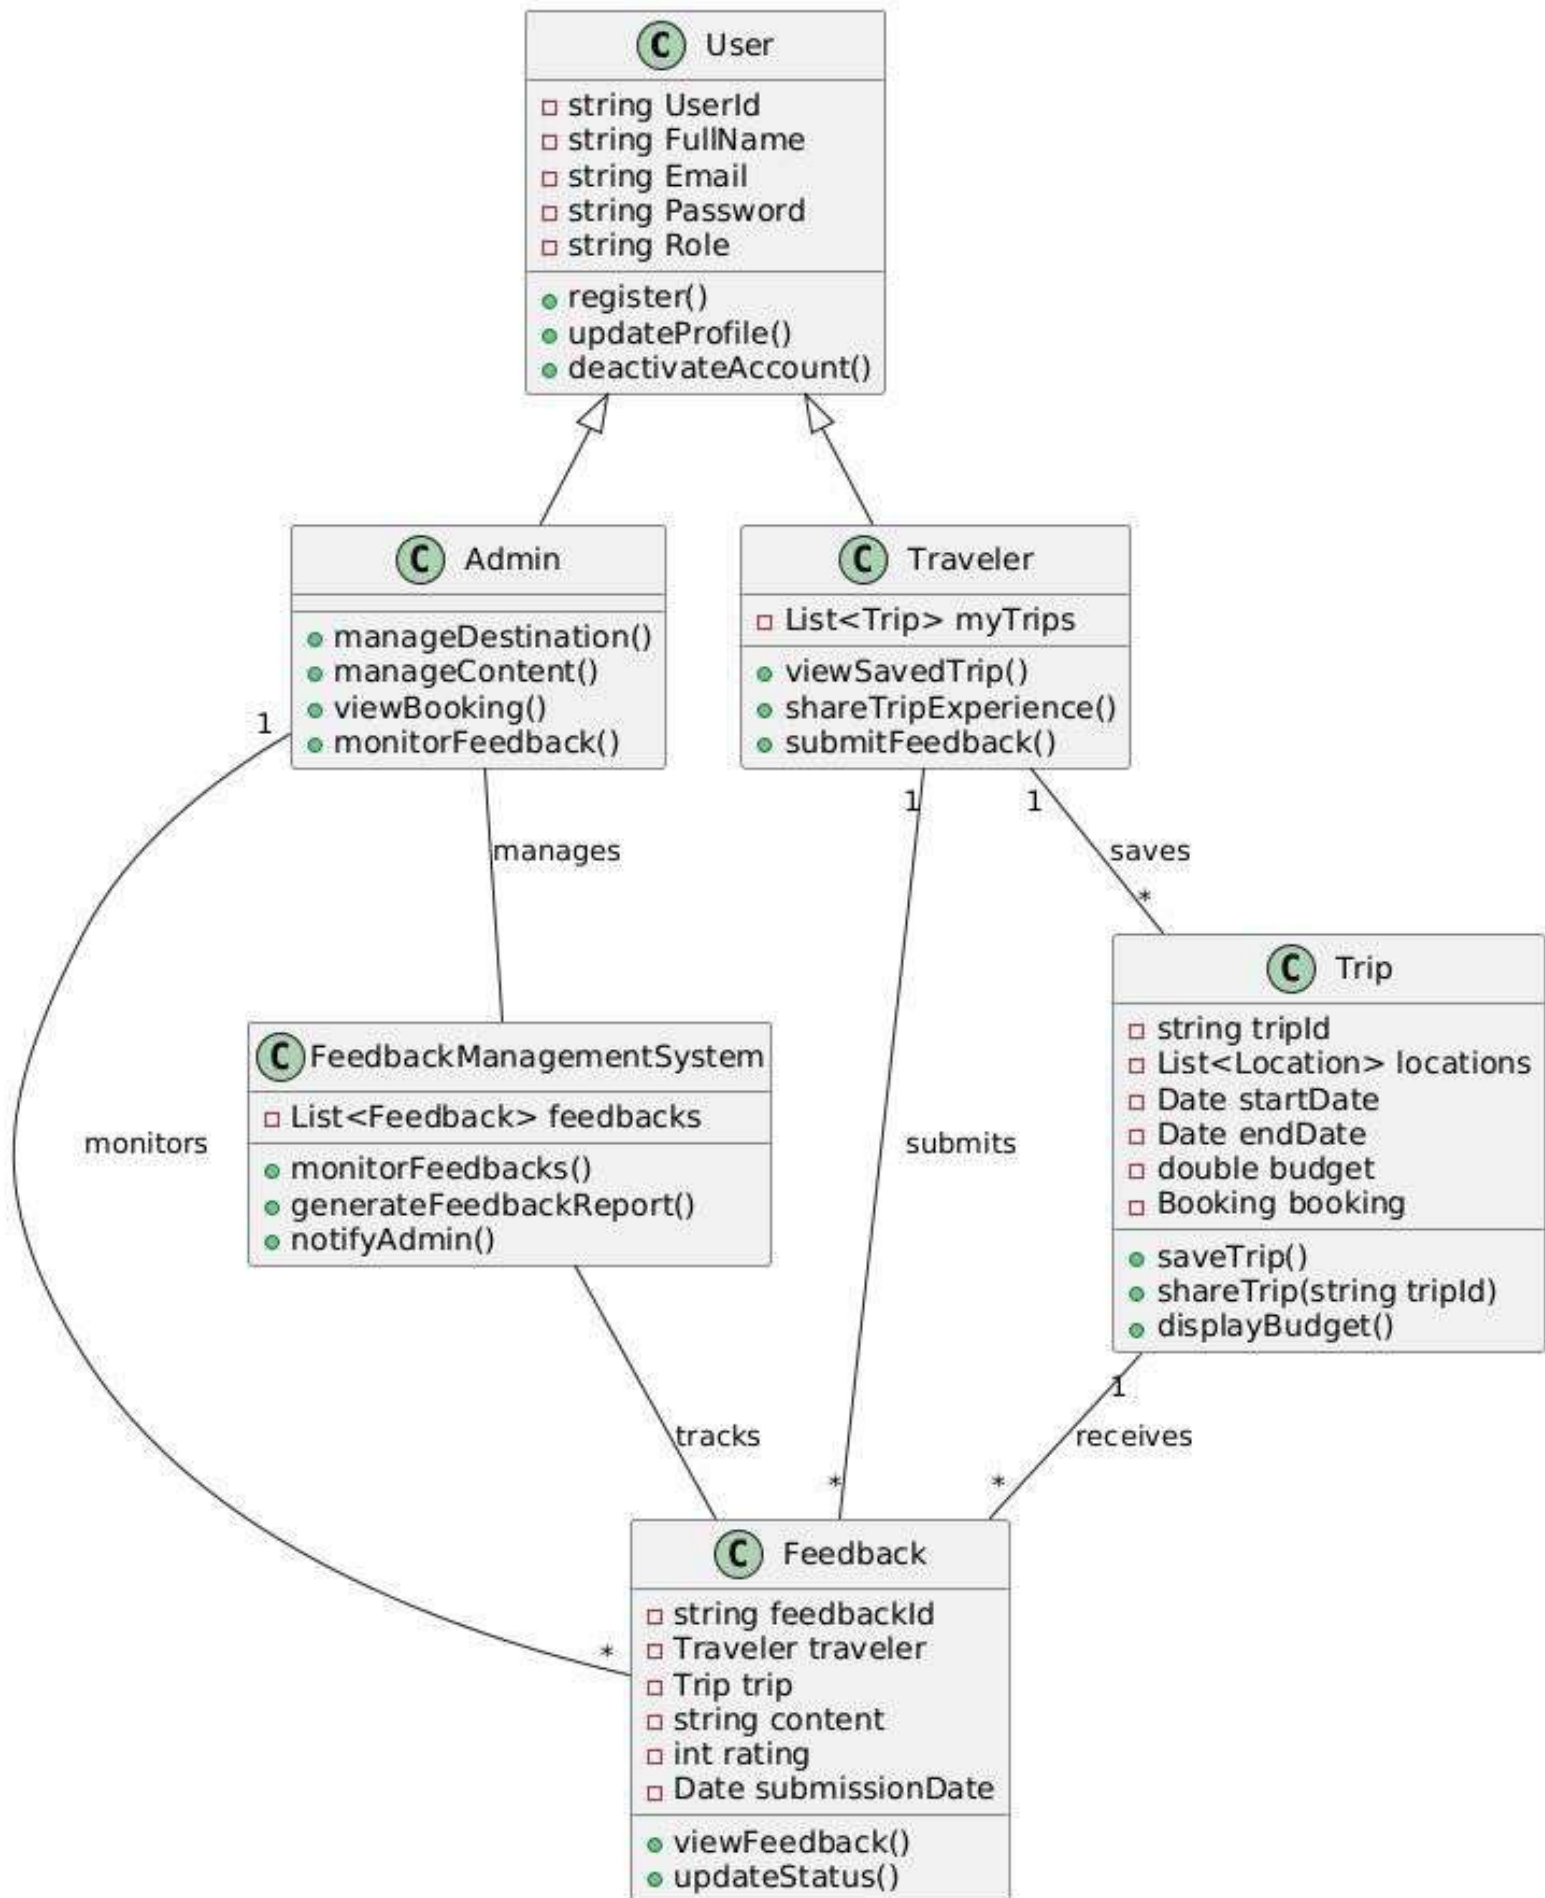 C User
string UserId
string FullName
string Email
string Password
string Role
register()
updateProfile()
deactivateAccount()
C Admin
manageDestination()
manageContent()
viewBooking()
monitorFeedback()
C Traveler
List<Trip> myTrips
viewSavedTrip()
shareTripExperience()
submitFeedback()
1
1
1
manages
saves
*
C Trip
string tripId
List<Location> locations
Date startDate
Date endDate
double budget
Booking booking
saveTrip()
shareTrip(string tripId)
displayBudget()
C FeedbackManagementSystem
List<Feedback> feedbacks
monitorFeedbacks()
generateFeedbackReport()
notifyAdmin()
monitors
submits
1
tracks
receives
*
*
*
C Feedback
string feedbackId
Traveler traveler
Trip trip
string content
int rating
Date submissionDate
viewFeedback()
updateStatus()